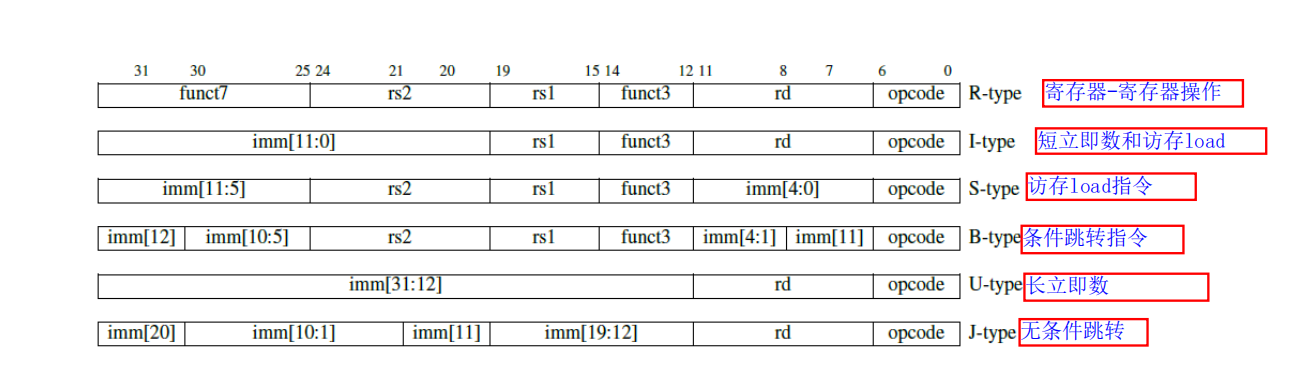 31 30 25 24 21 20 19 15 14 12 11 8 7 6 0
funct7 rs2 rs1 funct3 rd opcode R-type 寄存器-寄存器操作
imm[11:0] rs1 funct3 rd opcode I-type 短立即数和访存load
imm[11:5] rs2 rs1 funct3 imm[4:0] opcode S-type 访存load指令
imm[12] imm[10:5] rs2 rs1 funct3 imm[4:1] imm[11] opcode B-type 条件跳转指令
imm[31:12] rd opcode U-type 长立即数
imm[20] imm[10:1] imm[11] imm[19:12] rd opcode J-type 无条件跳转